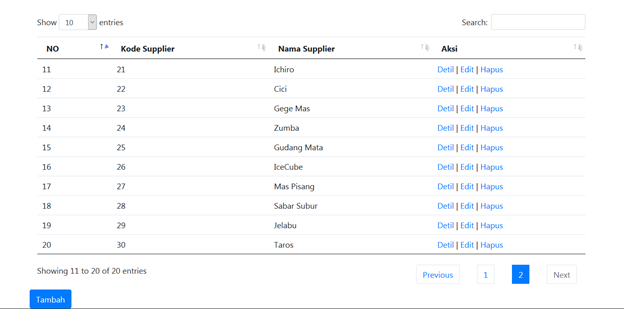 Show 10 entries Search:
NO Kode Supplier Nama Supplier Aksi
11 21 Ichiro Detil | Edit | Hapus
12 22 Cici Detil | Edit | Hapus
13 23 Gege Mas Detil | Edit | Hapus
14 24 Zumba Detil | Edit | Hapus
15 25 Gudang Mata Detil | Edit | Hapus
16 26 IceCube Detil | Edit | Hapus
17 27 Mas Pisang Detil | Edit | Hapus
18 28 Sabar Subur Detil | Edit | Hapus
19 29 Jelabu Detil | Edit | Hapus
20 30 Taros Detil | Edit | Hapus
Showing 11 to 20 of 20 entries Previous 1 2 Next
Tambah